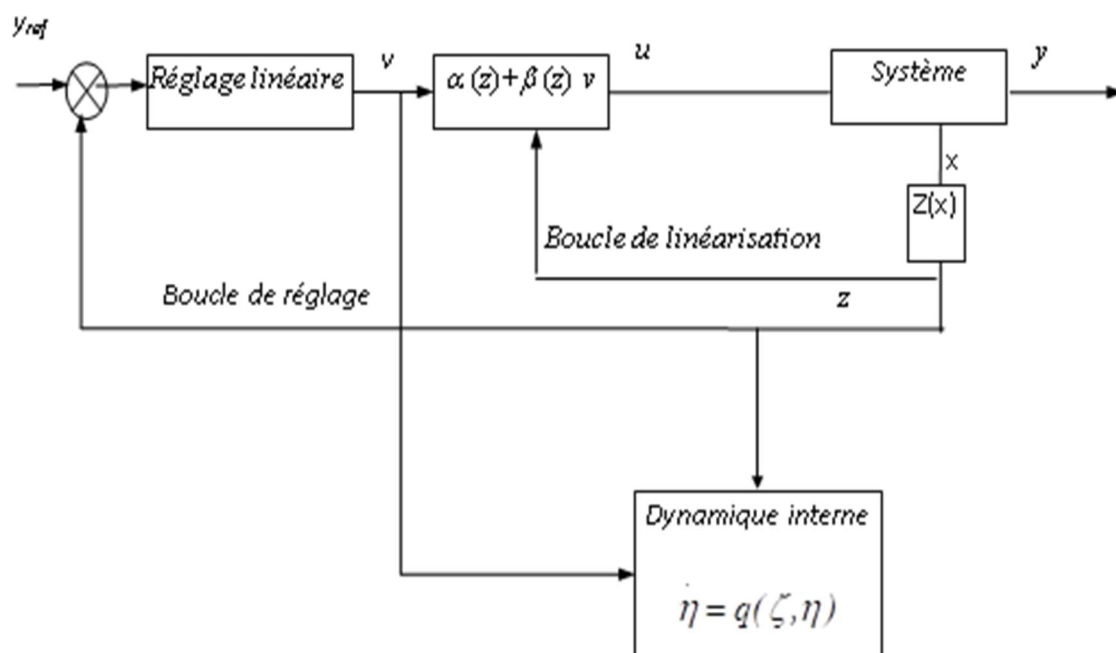 yref
Réglage linéaire
v
α (z)+β (z) v
u
Système
y
x
Z(x)
Boucle de linéarisation
z
Boucle de réglage
Dynamique interne
η̇ = q( ζ,η )